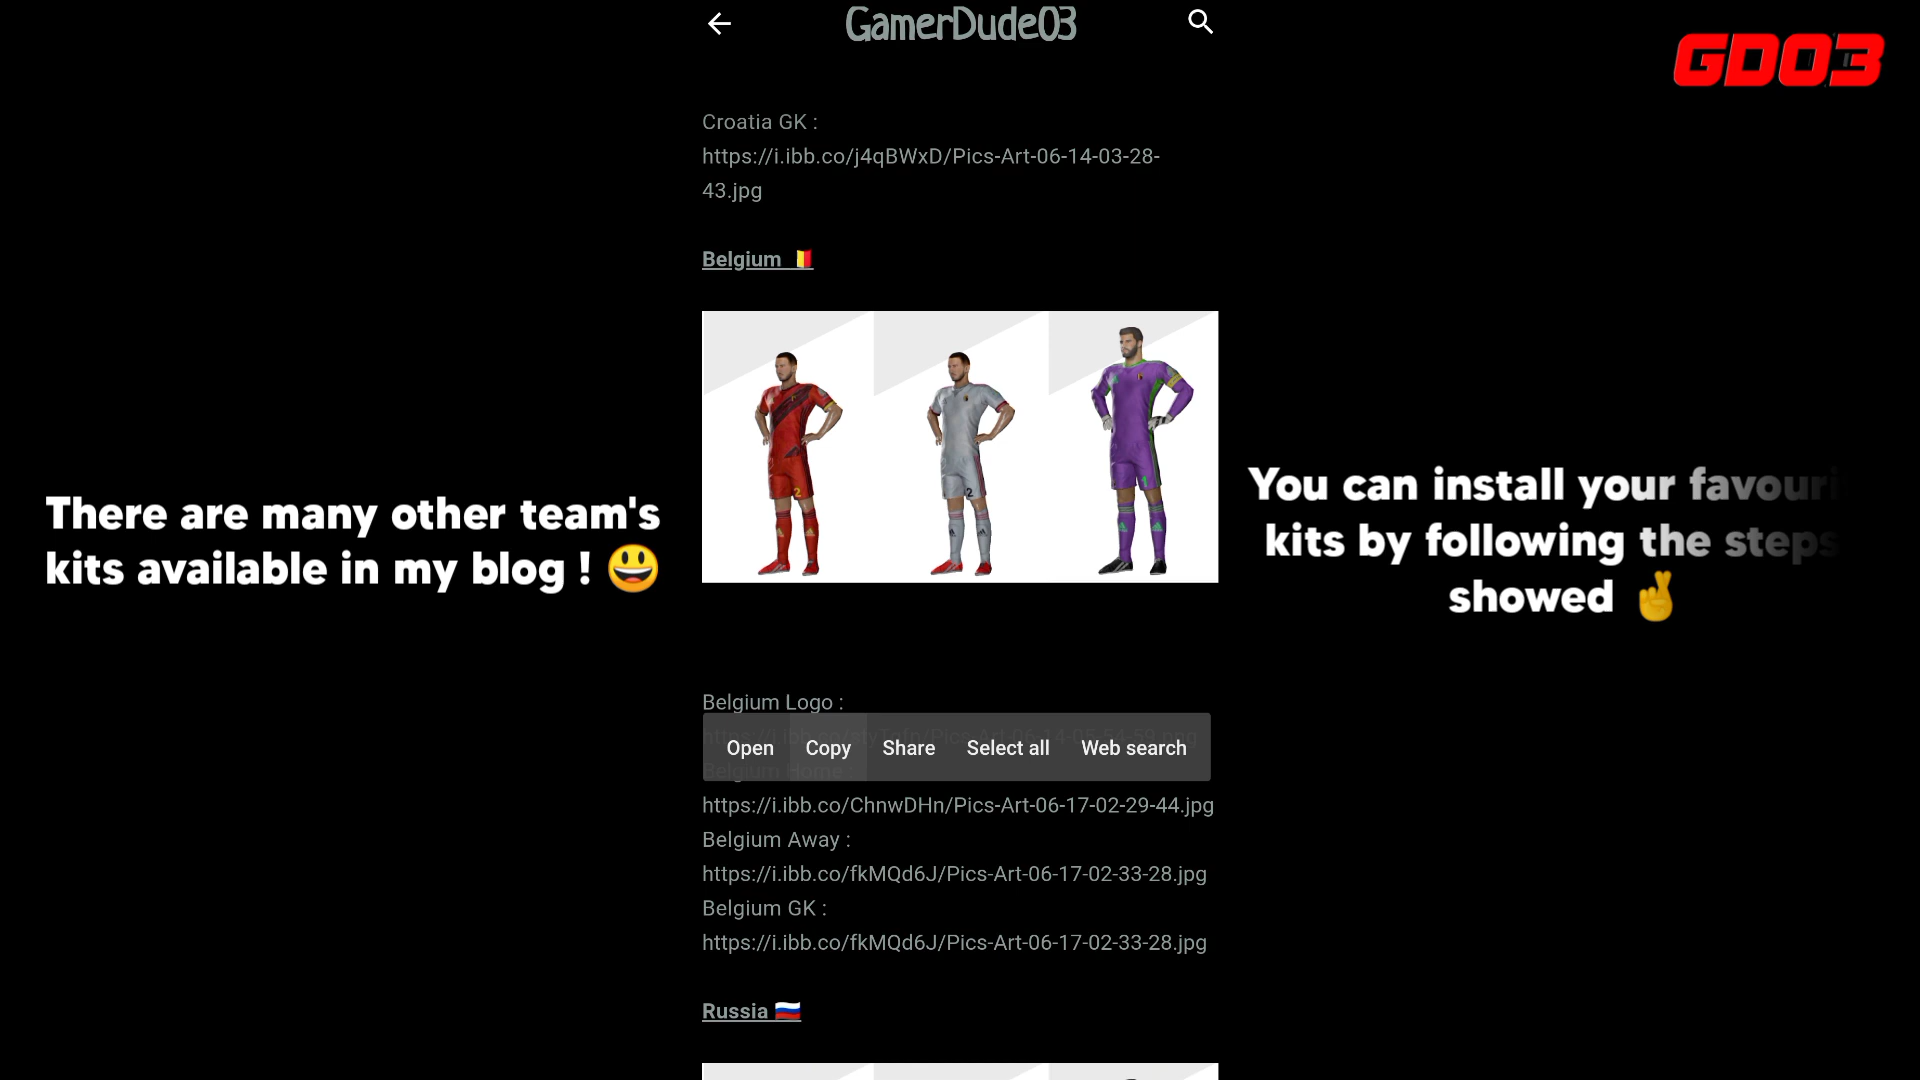 GamerDude03
GD03
Croatia GK :
https://i.ibb.co/j4qBWxD/Pics-Art-06-14-03-28-
43.jpg
Belgium
There are many other team's
kits available in my blog !
You can install your favouri
kits by following the steps
showed
Belgium Logo :
Open Copy Share Select all Web search
Belgium Home :
https://i.ibb.co/ChnwDHn/Pics-Art-06-17-02-29-44.jpg
Belgium Away :
https://i.ibb.co/fkMQd6J/Pics-Art-06-17-02-33-28.jpg
Belgium GK :
https://i.ibb.co/fkMQd6J/Pics-Art-06-17-02-33-28.jpg
Russia